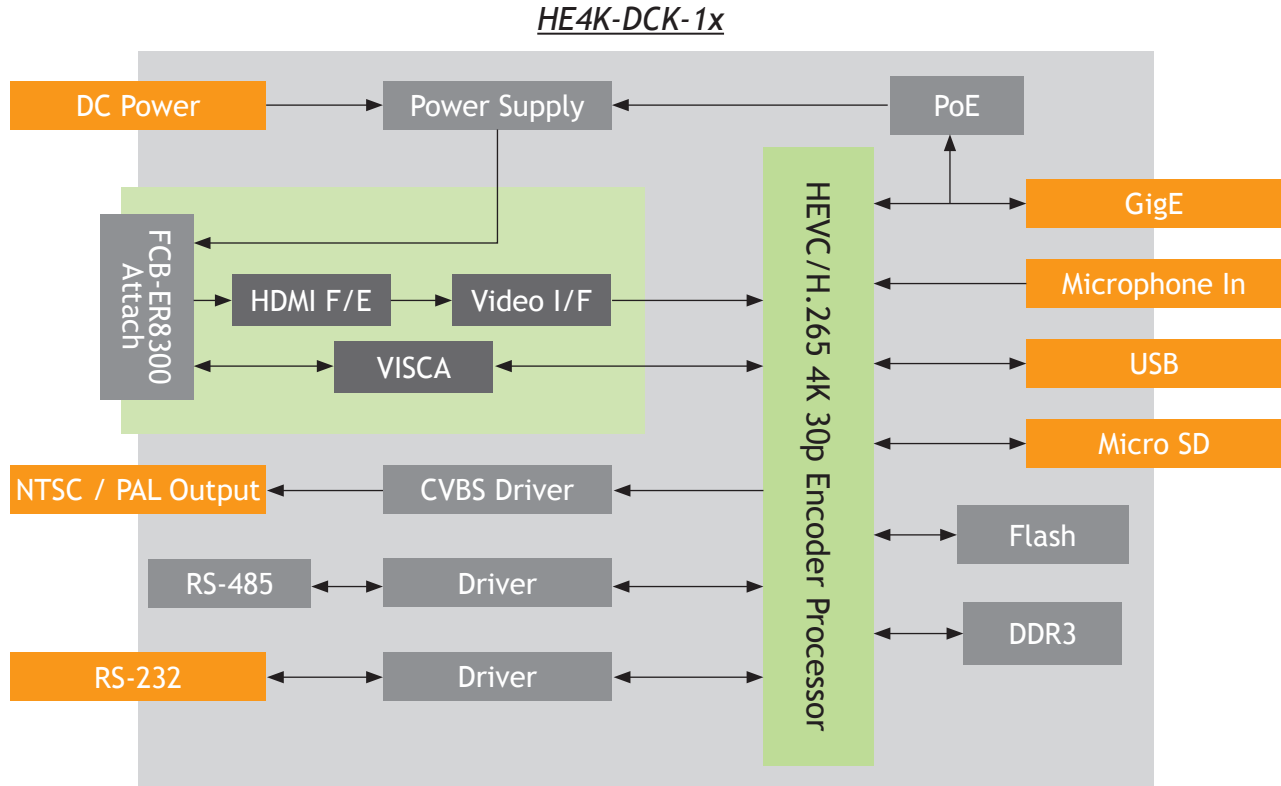 HE4K-DCK-1x
DC Power
Power Supply
PoE
FCB-ER8300
Attach
HDMI F/E
Video I/F
VISCA
HEVC/H.265 4K 30p Encoder Processor
GigE
Microphone In
USB
Micro SD
NTSC / PAL Output
CVBS Driver
Flash
RS-485
Driver
DDR3
RS-232
Driver